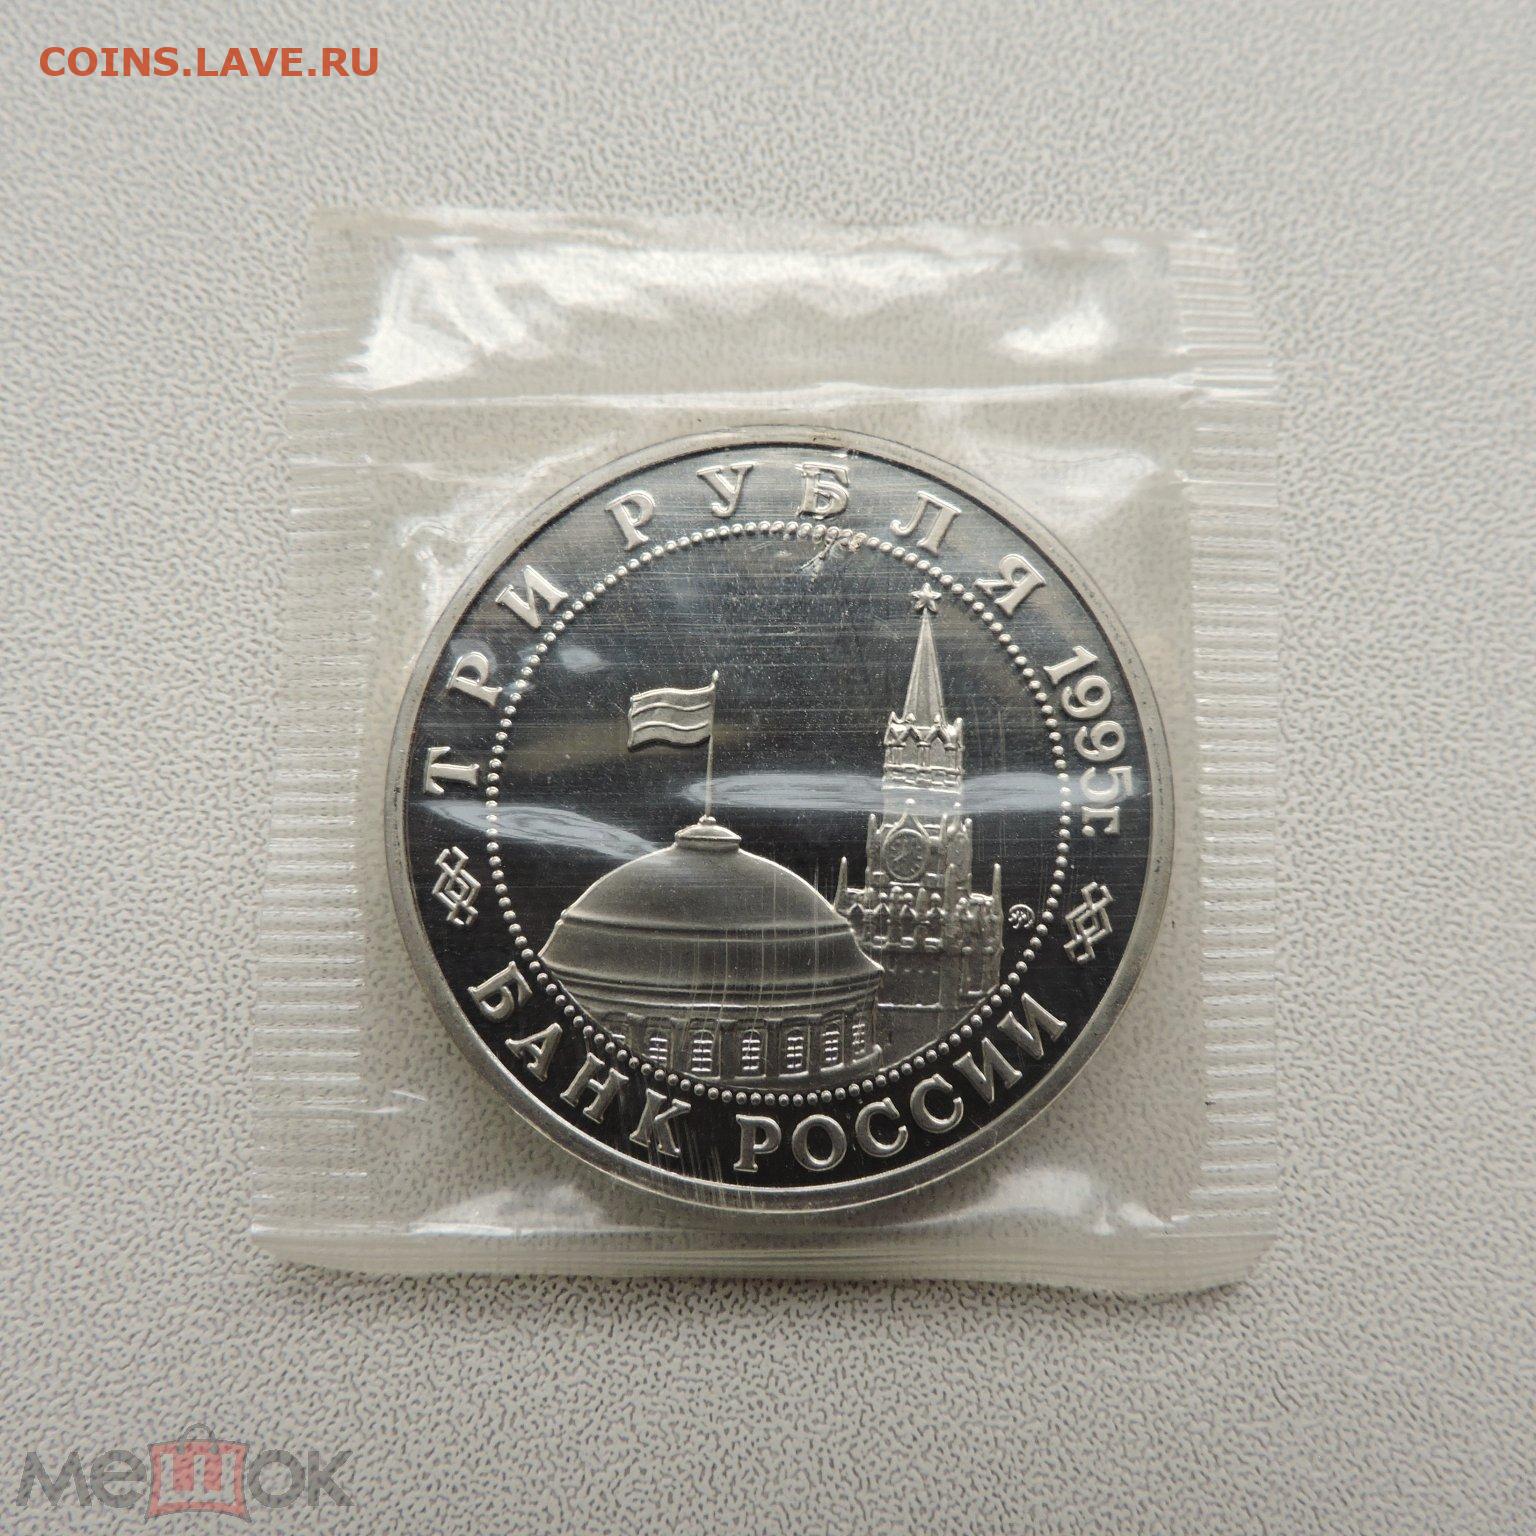 COINS.LAVE.RU
ТРИ РУБЛЯ 1995г.
БАНК РОССИИ
мешок